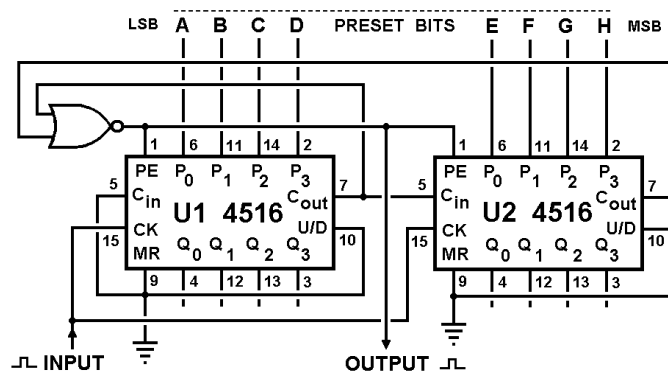 LSB A B C D PRESET BITS E F G H MSB
1 6 11 14 2 1 6 11 14 2
PE P0 P1 P2 P3 PE P0 P1 P2 P3
5 Cin Cout 7 5 Cin Cout 7
U1 4516 U2 4516
15 CK U/D 10 15 CK U/D 10
MR Q0 Q1 Q2 Q3 MR Q0 Q1 Q2 Q3
9 4 12 13 3 9 4 12 13 3
INPUT OUTPUT